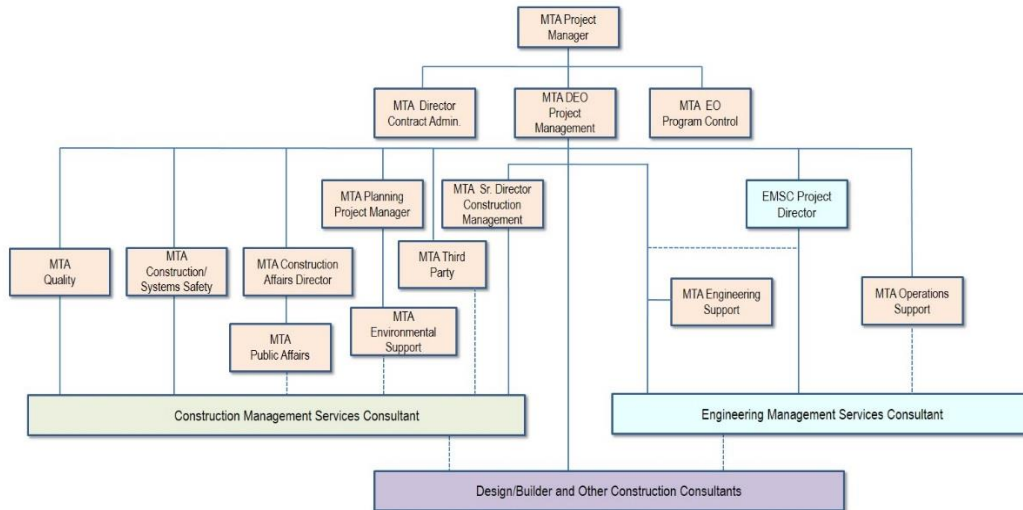 MTA Project
Manager
MTA Director
Contract Admin.
MTA DEO
Project
Management
MTA EO
Program Control
MTA Planning
Project Manager
MTA Sr. Director
Construction
Management
EMSC Project
Director
MTA
Quality
MTA
Construction/
Systems Safety
MTA Construction
Affairs Director
MTA Third
Party
MTA Engineering
Support
MTA Operations
Support
MTA
Public Affairs
MTA
Environmental
Support
Construction Management Services Consultant
Engineering Management Services Consultant
Design/Builder and Other Construction Consultants